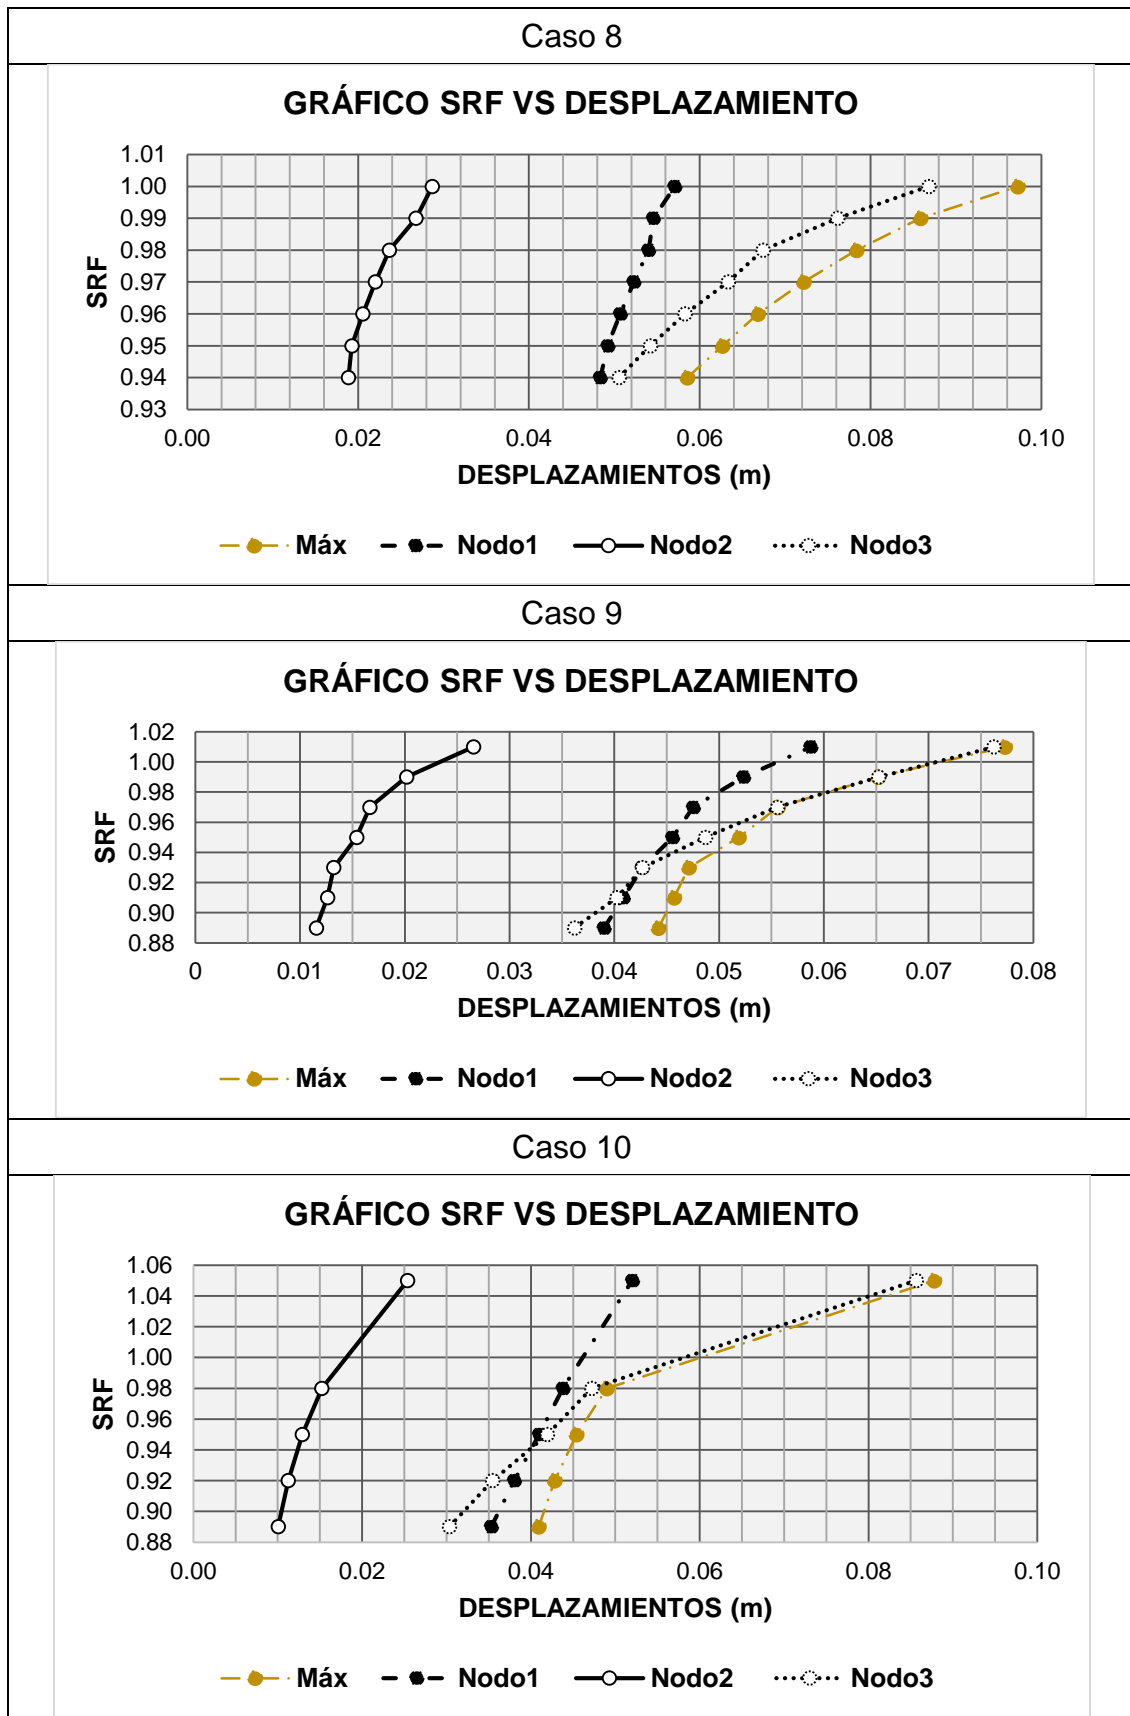 Caso 8
GRÁFICO SRF VS DESPLAZAMIENTO
SRF
1.01
1.00
0.99
0.98
0.97
0.96
0.95
0.94
0.93
0.00 0.02 0.04 0.06 0.08 0.10
DESPLAZAMIENTOS (m)
Máx Nodo1 Nodo2 Nodo3
Caso 9
GRÁFICO SRF VS DESPLAZAMIENTO
SRF
1.02
1.00
0.98
0.96
0.94
0.92
0.90
0.88
0 0.01 0.02 0.03 0.04 0.05 0.06 0.07 0.08
DESPLAZAMIENTOS (m)
Máx Nodo1 Nodo2 Nodo3
Caso 10
GRÁFICO SRF VS DESPLAZAMIENTO
SRF
1.06
1.04
1.02
1.00
0.98
0.96
0.94
0.92
0.90
0.88
0.00 0.02 0.04 0.06 0.08 0.10
DESPLAZAMIENTOS (m)
Máx Nodo1 Nodo2 Nodo3